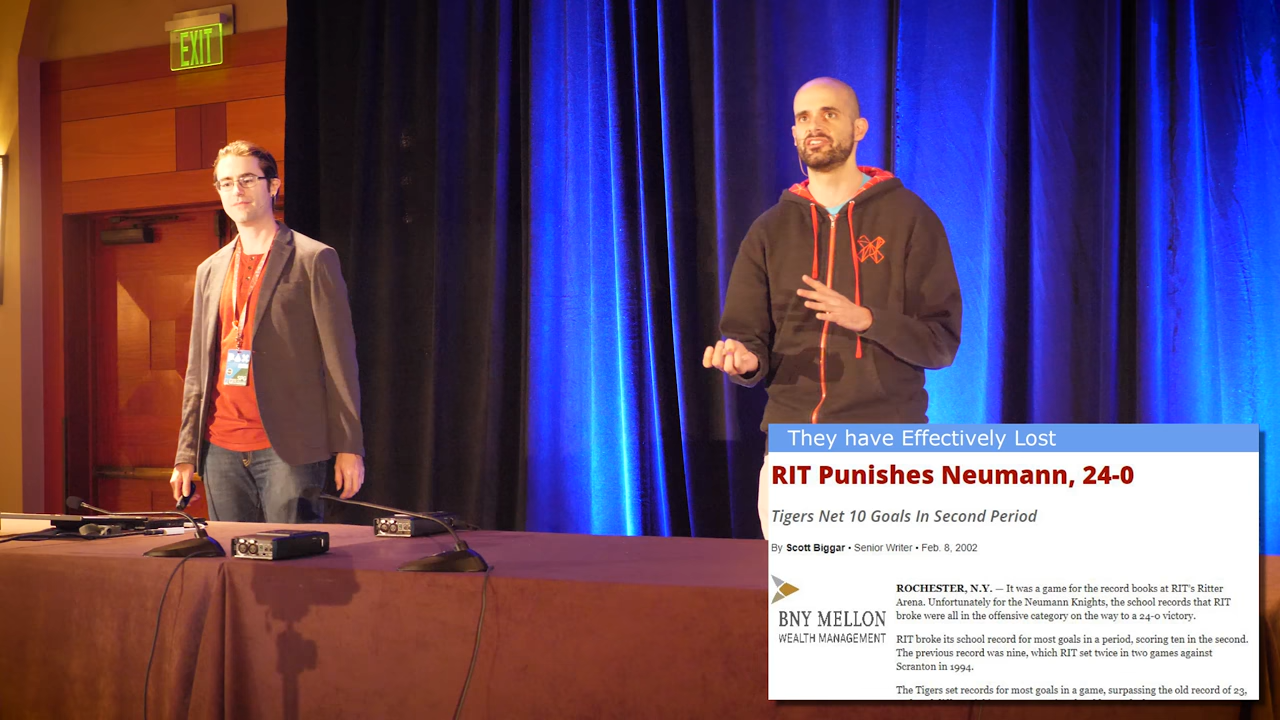 EXIT
They have Effectively Lost
RIT Punishes Neumann, 24-0
Tigers Net 10 Goals In Second Period
By Scott Biggar • Senior Writer • Feb. 8, 2002
BNY MELLON
WEALTH MANAGEMENT
ROCHESTER, N.Y. — It was a game for the record books at RIT's Ritter
Arena. Unfortunately for the Neumann Knights, the school records that RIT
broke were all in the offensive category on the way to a 24-0 victory.
RIT broke its school record for most goals in a period, scoring ten in the second.
The previous record was nine, which RIT set twice in two games against
Scranton in 1994.
The Tigers set records for most goals in a game, surpassing the old record of 23,